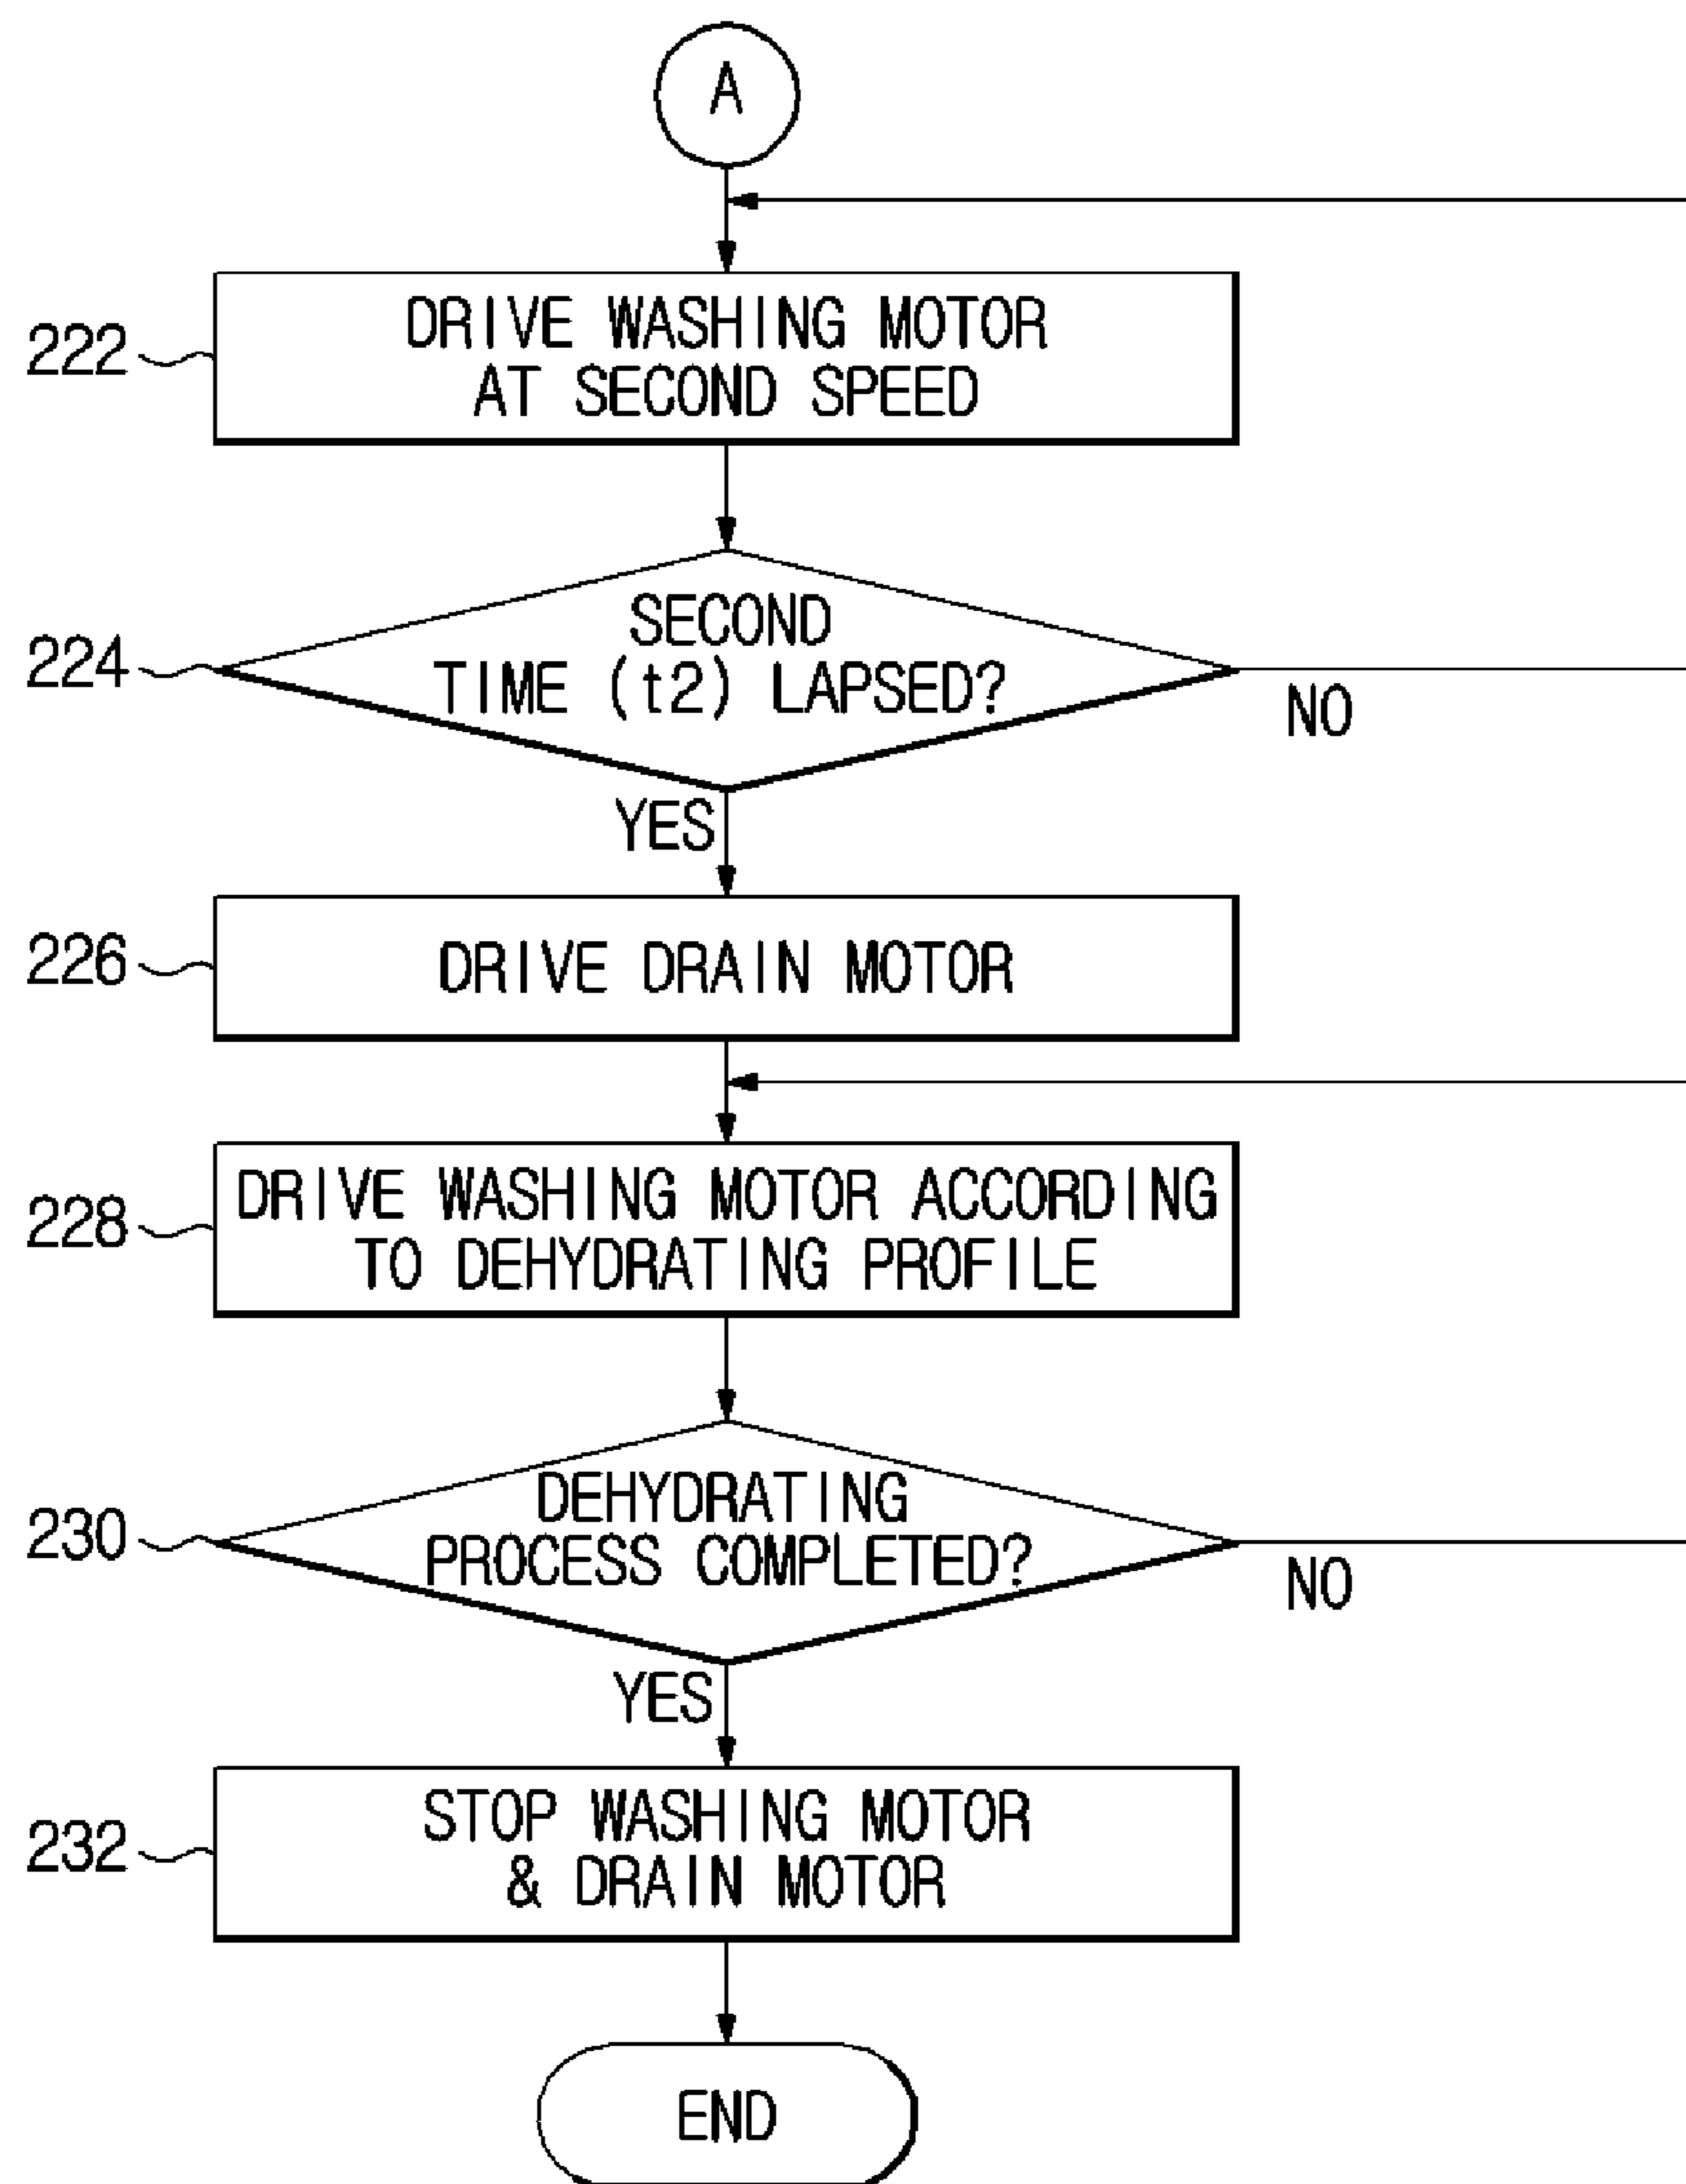 A
222
DRIVE WASHING MOTOR
AT SECOND SPEED
224
SECOND
TIME (t2) LAPSED?
NO
YES
226
DRIVE DRAIN MOTOR
228
DRIVE WASHING MOTOR ACCORDING
TO DEHYDRATING PROFILE
230
DEHYDRATING
PROCESS COMPLETED?
NO
YES
232
STOP WASHING MOTOR
& DRAIN MOTOR
END